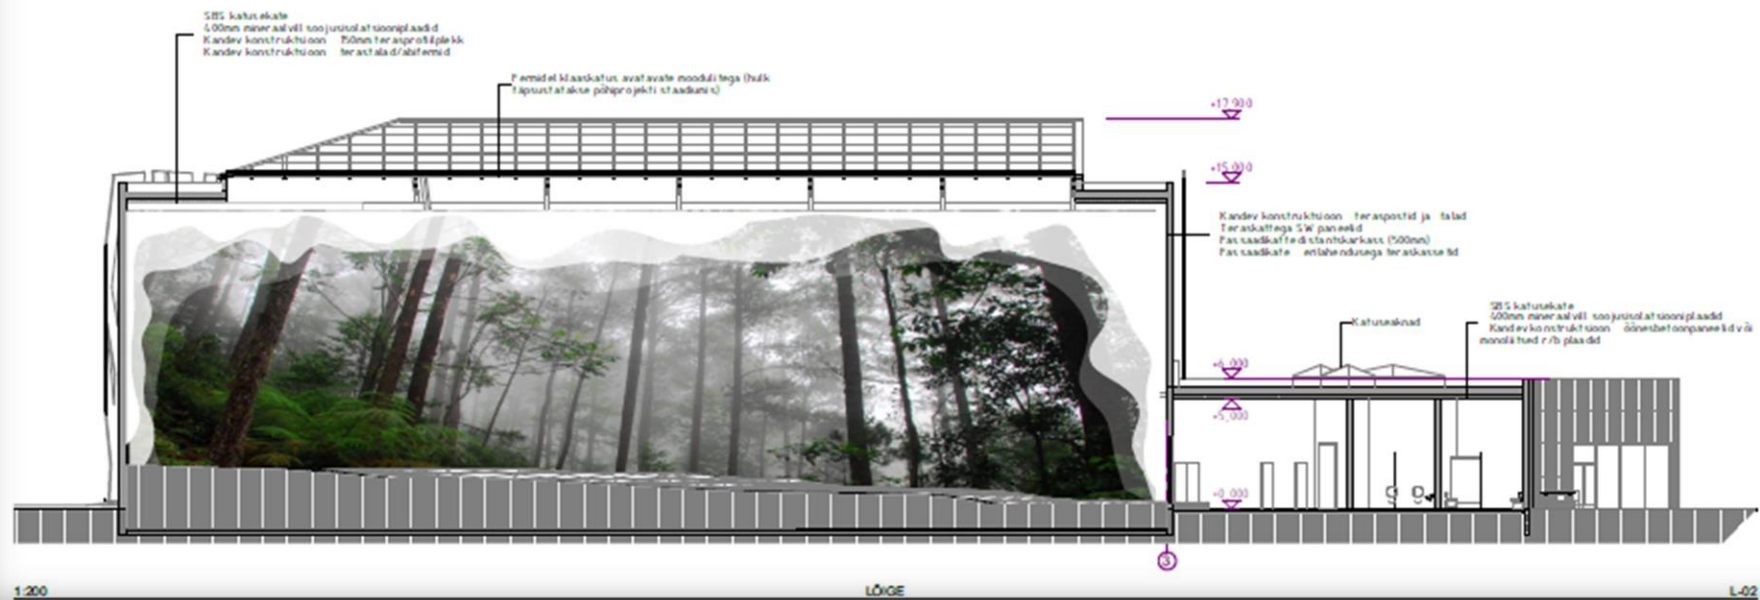 SBS katusekate
400mm mineraalvill soojusisolatsiooniplaadid
Kandev konstruktsioon 150mm terasprofiilplekk
Kandev konstruktsioon terastalad/abifermid
Fermidel klaaskatus avatavate moodulitega (hulk
täpsustatakse põhiprojekti staadiumis)
+17,900
+15,000
Kandev konstruktsioon teraspostid ja talad
Teraskattega SW paneelid
Fassaadikatte distantskarkass (500mm)
Fassaadikate erilahendusega teraskassetid
SBS katusekate
400mm mineraalvill soojusisolatsiooniplaadid
Kandev konstruktsioon õõnesbetoonpaneelid või
monoliitsed r/b plaadid
Katuseaknad
+6,000
+5,000
+0,000
3
1:200
LÕIGE
L-02